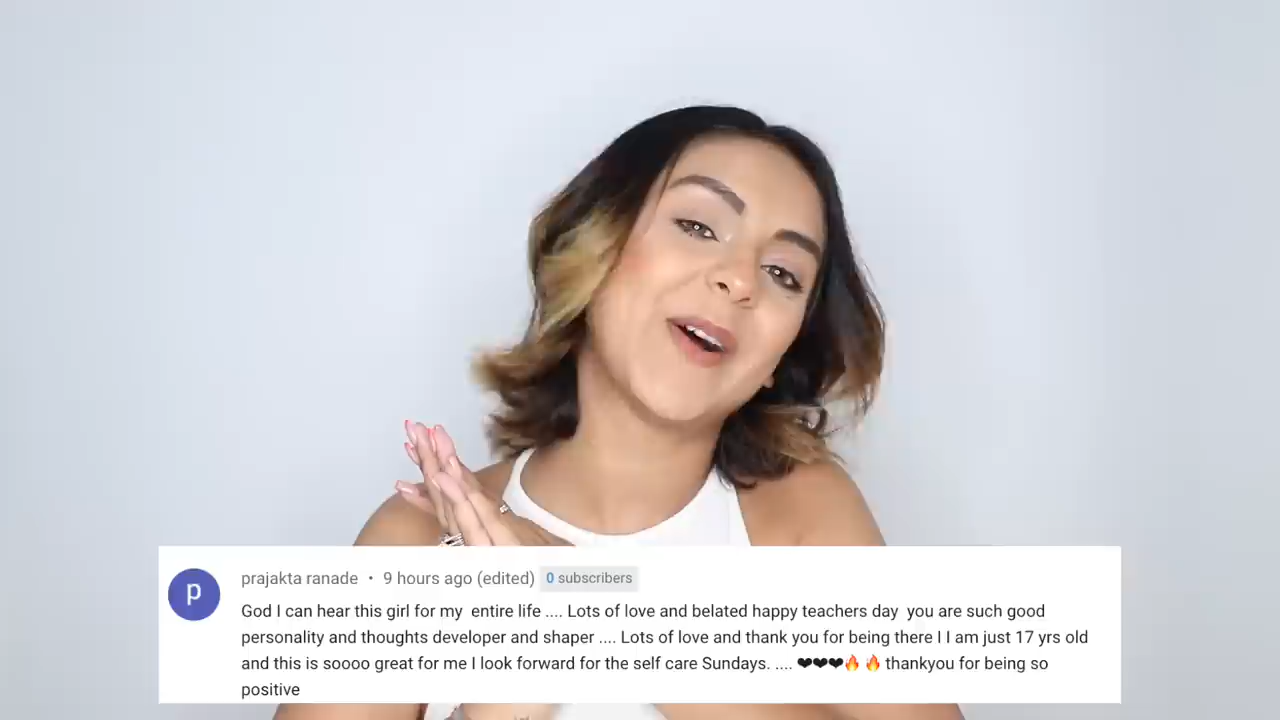 p
prajakta ranade • 9 hours ago (edited) 0 subscribers
God I can hear this girl for my entire life .... Lots of love and belated happy teachers day you are such good
personality and thoughts developer and shaper .... Lots of love and thank you for being there I I am just 17 yrs old
and this is soooo great for me I look forward for the self care Sundays. .... ❤❤❤🔥 🔥 thankyou for being so
positive